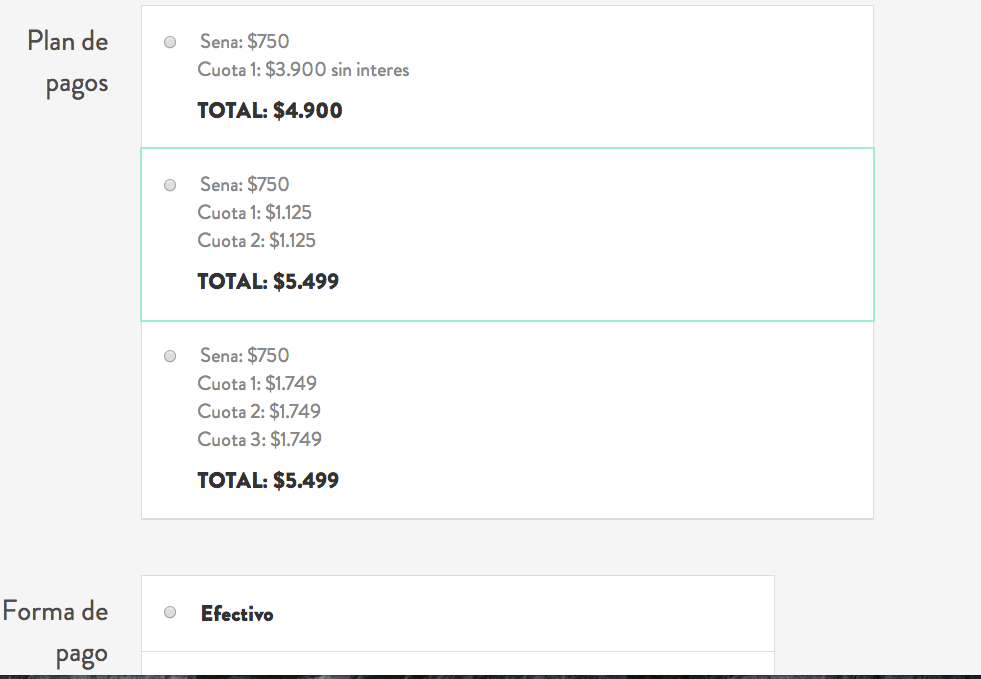 Plan de
pagos
Sena: $750
Cuota 1: $3.900 sin interes
TOTAL: $4.900
Sena: $750
Cuota 1: $1.125
Cuota 2: $1.125
TOTAL: $5.499
Sena: $750
Cuota 1: $1.749
Cuota 2: $1.749
Cuota 3: $1.749
TOTAL: $5.499
Forma de
pago
Efectivo